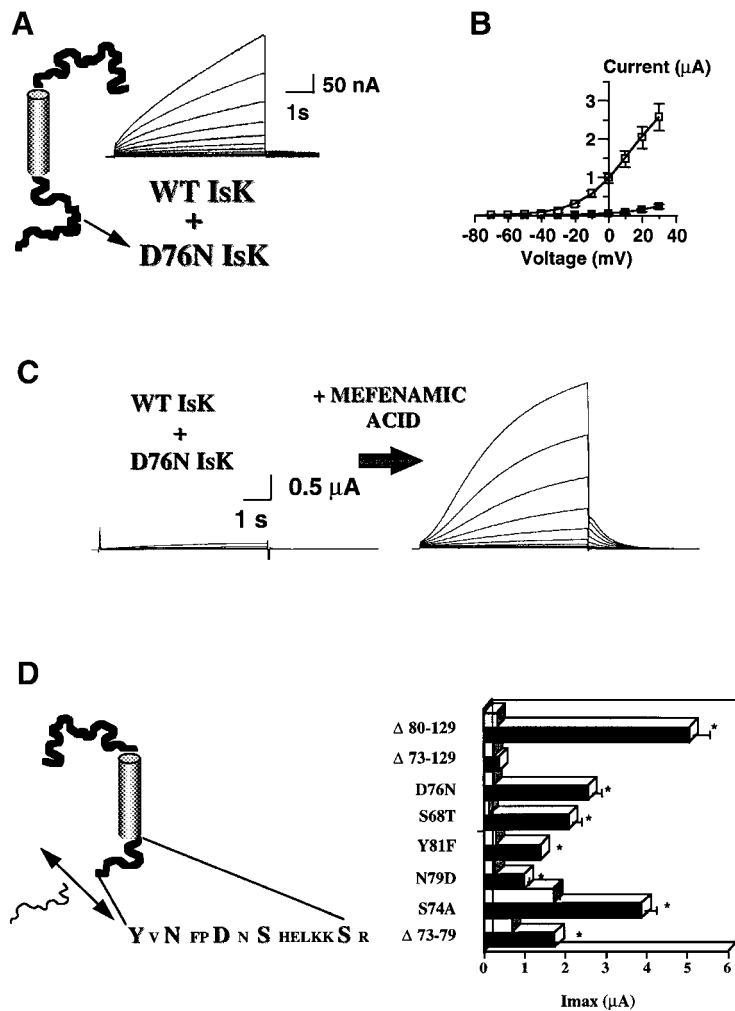 A
50 nA
1s
WT IsK
+
D76N IsK
B
Current (μA)
3
2
1
-80 -60 -40 -20 0 20 40
Voltage (mV)
C
WT IsK
+
D76N IsK
0.5 μA
1 s
+ MEFENAMIC
ACID
D
Y V N FP D N S HELKK S R
Δ 80-129
*
Δ 73-129
D76N
*
S68T
*
Y81F
*
N79D
*
S74A
*
Δ 73-79
*
0 1 2 3 4 5 6
Imax (μA)